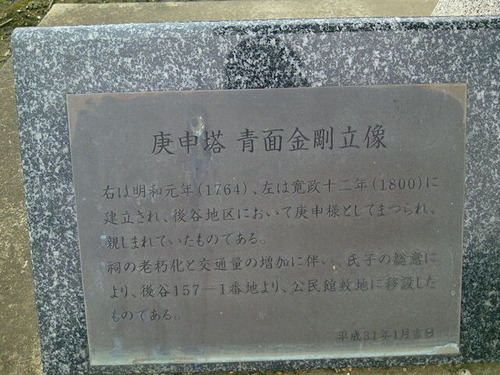 庚申塔 青面金剛立像
右は明和元年(1764)、左は寛政十二年(1800)に
建立され、後谷地区において庚申様としてまつられ、
親しまれていたものである。
祠の老朽化と交通量の増加に伴い、氏子の総意に
より、後谷157－1番地より、公民館敷地に移設した
ものである。
平成31年1月吉日